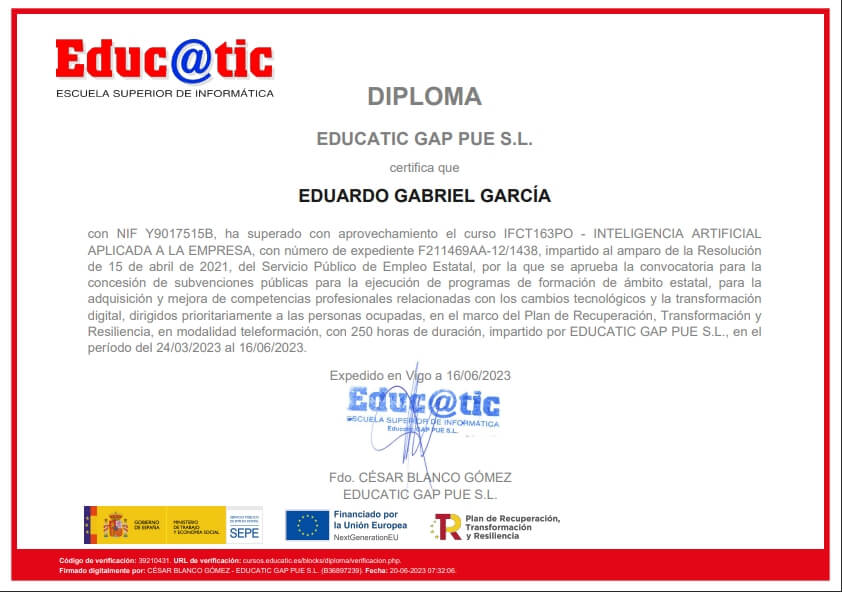 Educ@tic
ESCUELA SUPERIOR DE INFORMÁTICA
DIPLOMA
EDUCATIC GAP PUE S.L.
certifica que
EDUARDO GABRIEL GARCÍA
con NIF Y9017515B, ha superado con aprovechamiento el curso IFCT163PO - INTELIGENCIA ARTIFICIAL
APLICADA A LA EMPRESA, con número de expediente F211469AA-12/1438, impartido al amparo de la Resolución
de 15 de abril de 2021, del Servicio Público de Empleo Estatal, por la que se aprueba la convocatoria para la
concesión de subvenciones públicas para la ejecución de programas de formación de ámbito estatal, para la
adquisición y mejora de competencias profesionales relacionadas con los cambios tecnológicos y la transformación
digital, dirigidos prioritariamente a las personas ocupadas, en el marco del Plan de Recuperación, Transformación y
Resiliencia, en modalidad teleformación, con 250 horas de duración, impartido por EDUCATIC GAP PUE S.L., en el
período del 24/03/2023 al 16/06/2023.
Expedido en Vigo a 16/06/2023
Educ@tic
ESCUELA SUPERIOR DE INFORMÁTICA
Educatic GAP PUE S.L.
Fdo. CÉSAR BLANCO GÓMEZ
EDUCATIC GAP PUE S.L.
GOBIERNO
DE ESPAÑA
MINISTERIO
DE TRABAJO
Y ECONOMÍA SOCIAL
SERVICIO PÚBLICO
DE EMPLEO ESTATAL
SEPE
Financiado por
la Unión Europea
NextGenerationEU
Plan de Recuperación,
Transformación
y Resiliencia
Código de verificación: 39210431. URL de verificación: cursos.educatic.es/blocks/diploma/verificacion.php.
Firmado digitalmente por: CÉSAR BLANCO GÓMEZ - EDUCATIC GAP PUE S.L. (B36897239). Fecha: 20-06-2023 07:32:06.